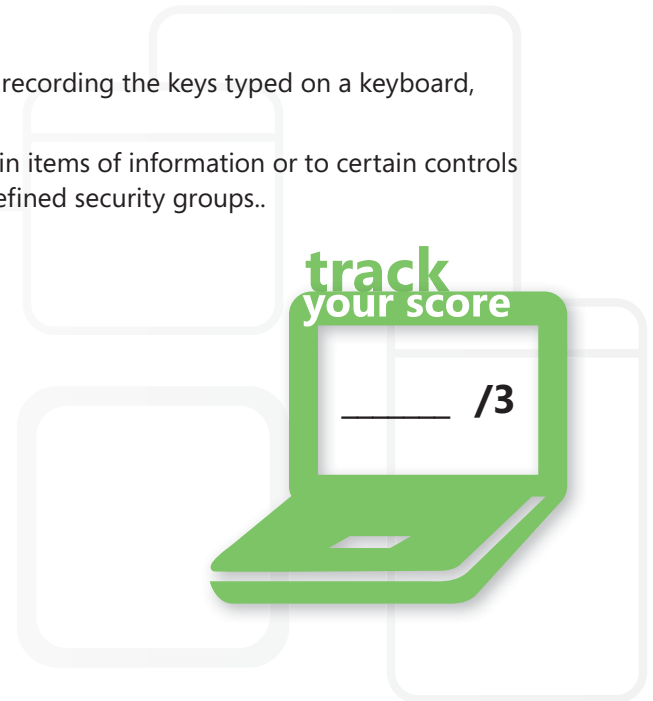 recording the keys typed on a keyboard,
in items of information or to certain controls
efined security groups..
track
your score
_______ /3